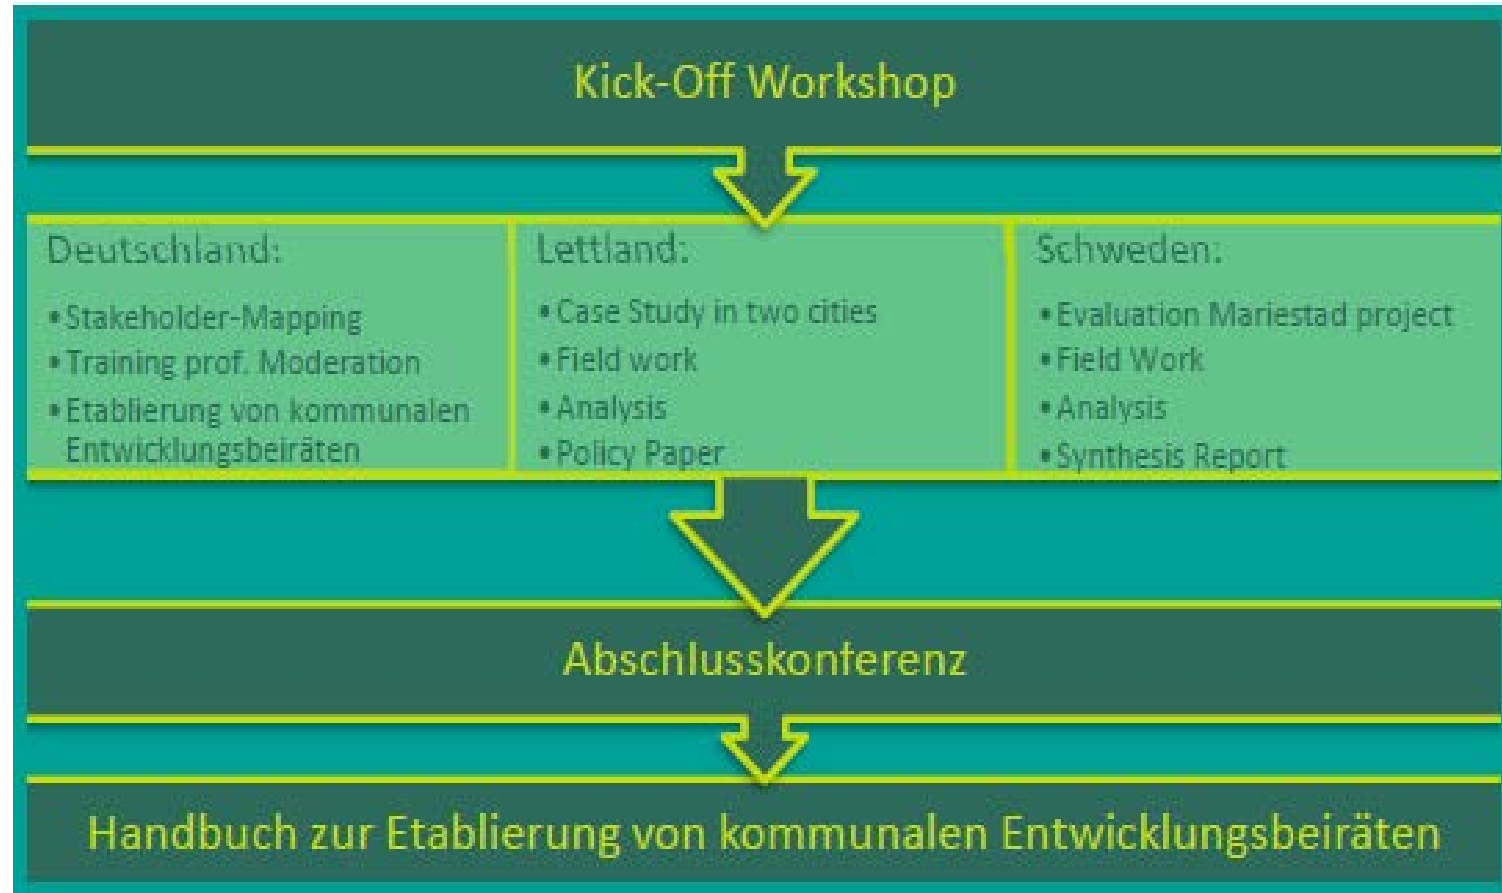 Kick-Off Workshop
Deutschland:
•Stakeholder-Mapping
•Training prof. Moderation
•Etablierung von kommunalen
Entwicklungsbeiräten
Lettland:
•Case Study in two cities
•Field work
•Analysis
•Policy Paper
Schweden:
•Evaluation Mariestad project
•Field Work
•Analysis
•Synthesis Report
Abschlusskonferenz
Handbuch zur Etablierung von kommunalen Entwicklungsbeiräten